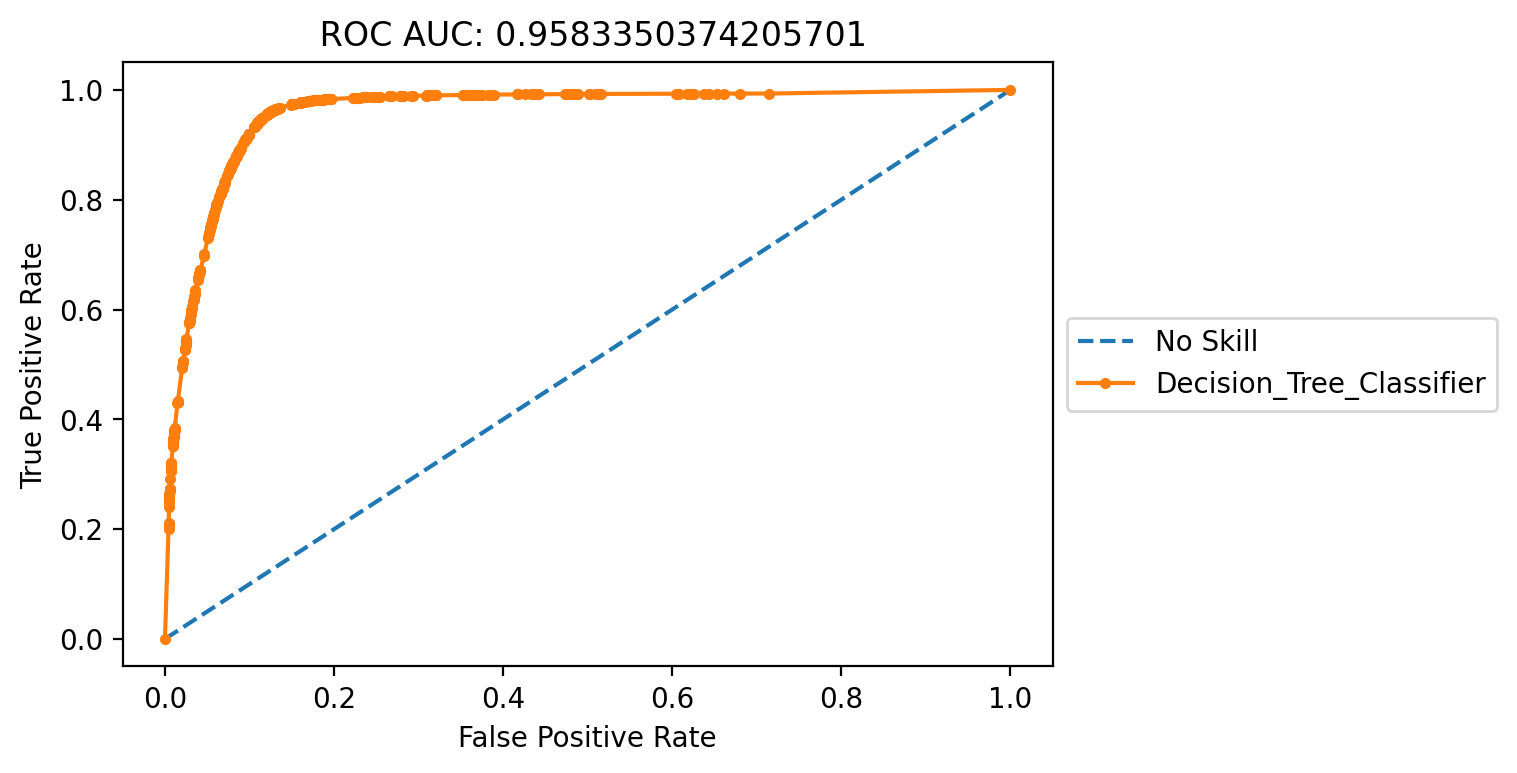 ROC AUC: 0.9583350374205701
1.0
0.8
0.6
0.4
0.2
0.0
True Positive Rate
0.0 0.2 0.4 0.6 0.8 1.0
False Positive Rate
No Skill
Decision_Tree_Classifier